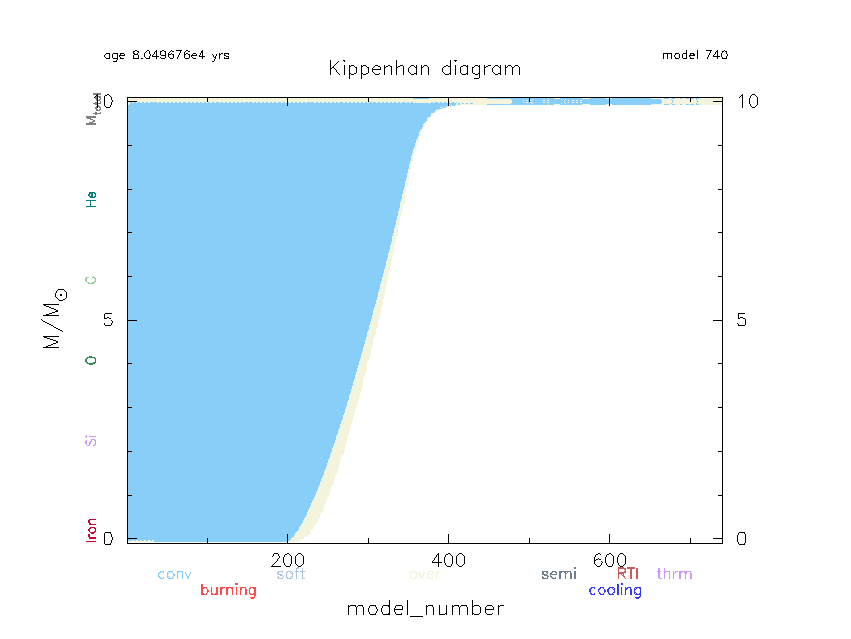 age 8.049676e4 yrs
model 740
Kippenhan diagram
10
10
M_total
He
C
5
5
M/M⊙
O
Si
Iron
0
0
200
400
600
conv
soft
over
semi
RTI
thrm
burning
cooling
model_number